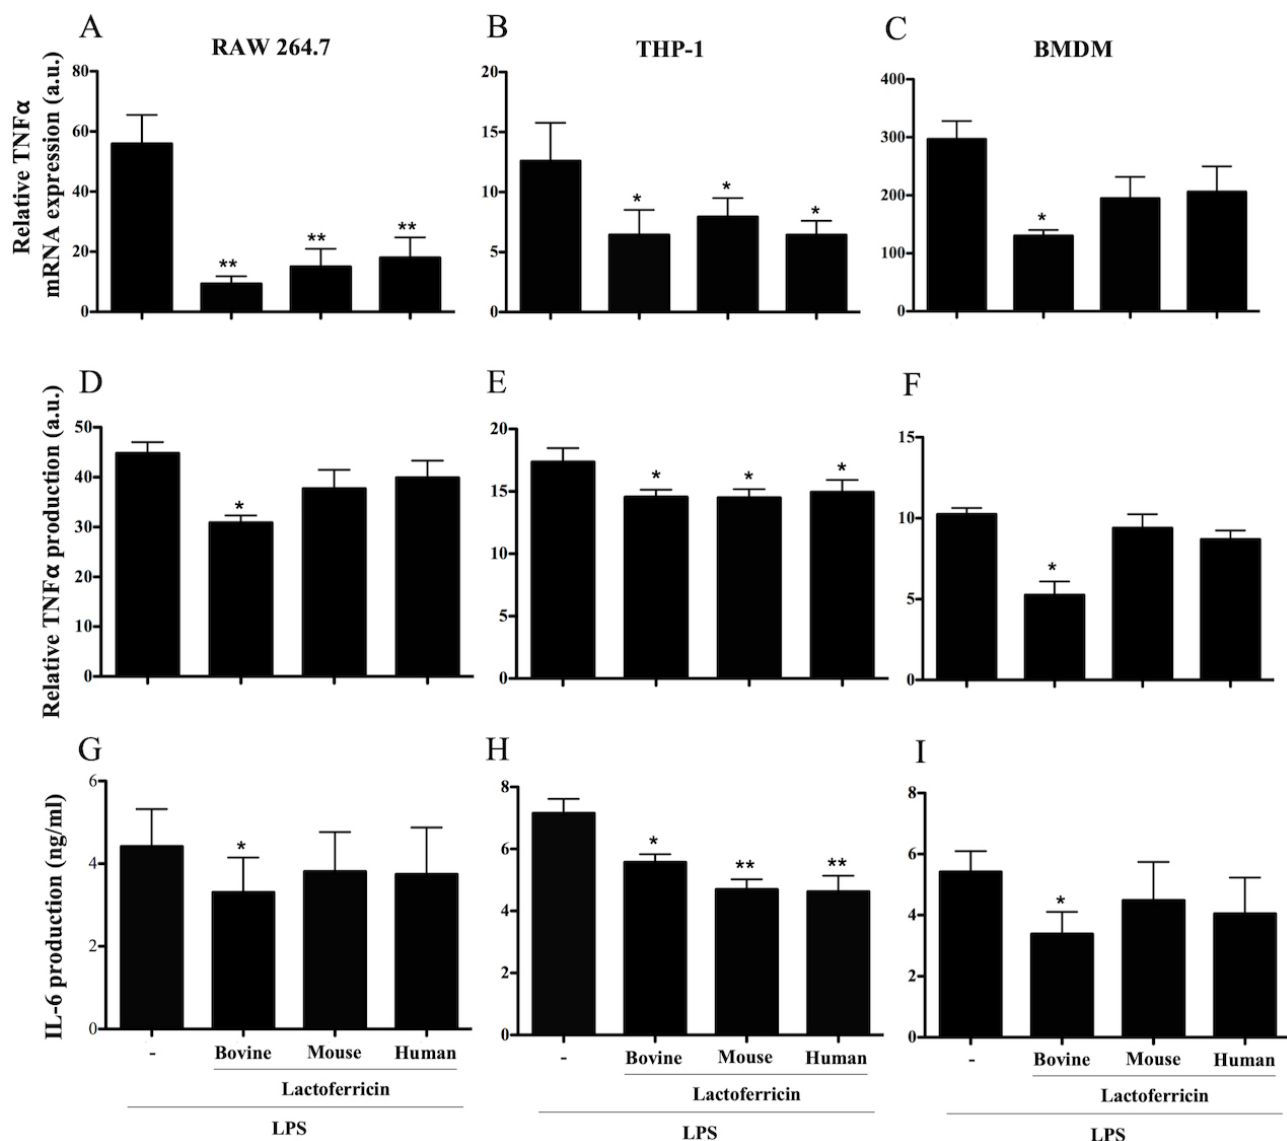 A
RAW 264.7
B
THP-1
C
BMDM
Relative TNFα
mRNA expression (a.u.)
80
60
40
20
0
**
**
**
20
15
10
5
0
*
*
*
400
300
200
100
0
*
D
E
F
Relative TNFα production (a.u.)
50
40
30
20
10
0
*
20
15
10
5
0
*
*
*
15
10
5
0
*
G
H
I
IL-6 production (ng/ml)
6
4
2
0
*
8
6
4
2
0
*
**
**
8
6
4
2
0
*
-
Bovine
Mouse
Human
Lactoferricin
LPS
-
Bovine
Mouse
Human
Lactoferricin
LPS
-
Bovine
Mouse
Human
Lactoferricin
LPS